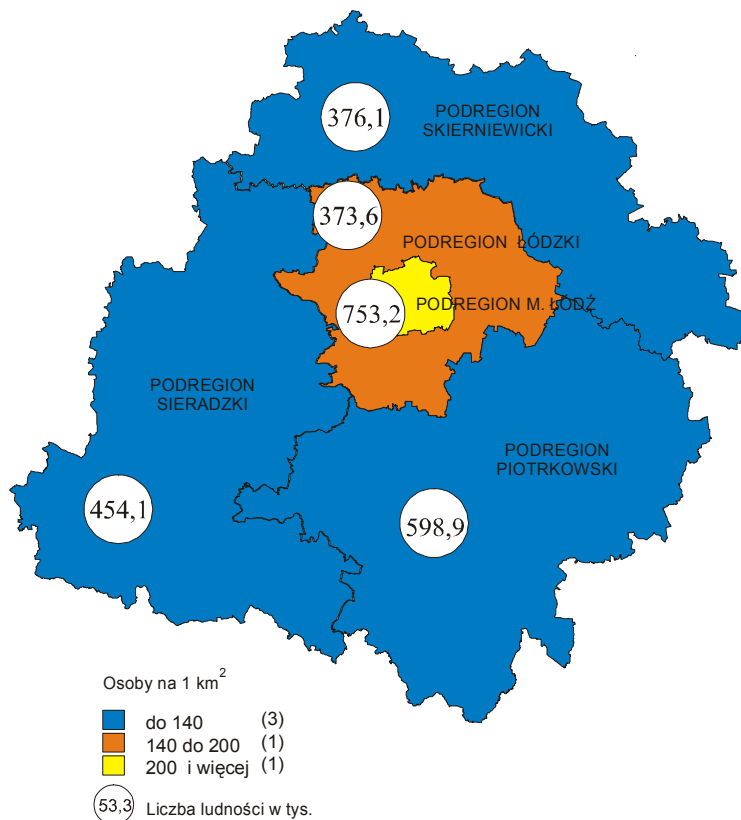 376,1
PODREGION
SKIERNIEWICKI
373,6
PODREGION ŁÓDZKI
753,2
PODREGION M. ŁÓDŹ
PODREGION
SIERADZKI
PODREGION
PIOTRKOWSKI
454,1
598,9
Osoby na 1 km²
do 140 (3)
140 do 200 (1)
200 i więcej (1)
53,3 Liczba ludności w tys.